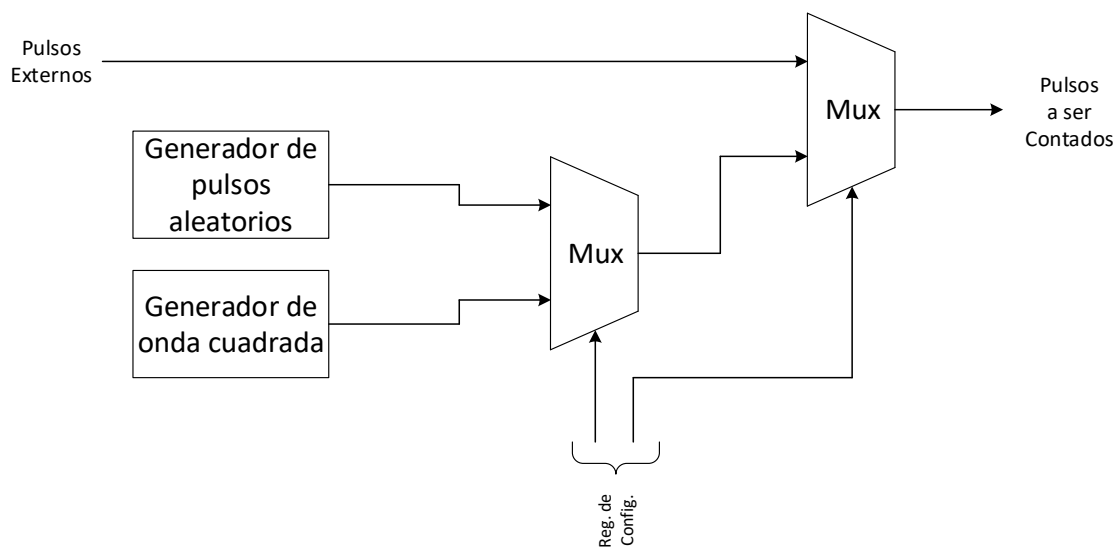 Pulsos
Externos
Mux
Pulsos
a ser
Contados
Generador de
pulsos
aleatorios
Mux
Generador de
onda cuadrada
Reg. de
Config.